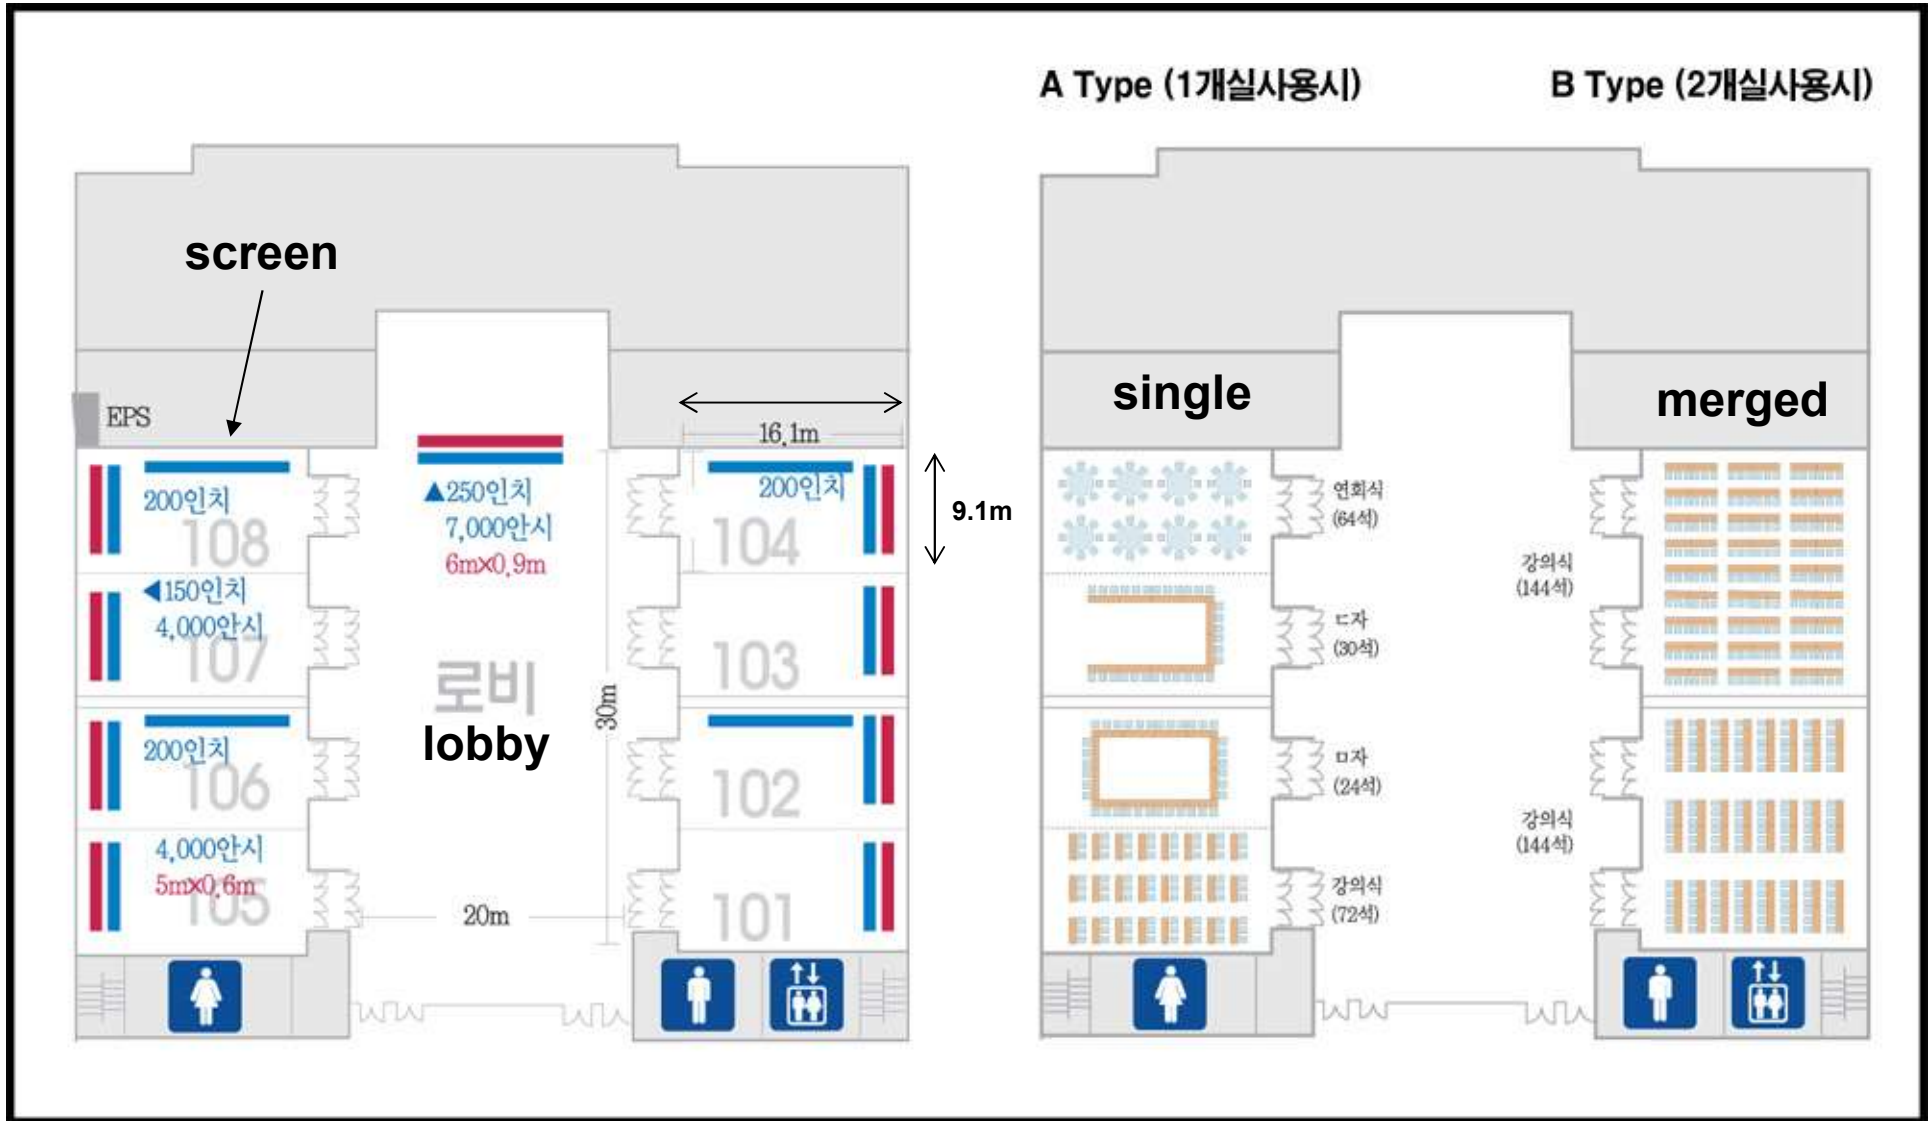 A Type (1개실사용시)
B Type (2개실사용시)
screen
EPS
16.1m
9.1m
200인치
108
▲250인치
7,000안시
6m×0.9m
200인치
104
◀150인치
4,000안시
107
로비
lobby
30m
103
200인치
106
102
4,000안시
5m×0.6m
105
20m
101
single
merged
연회식
(64석)
강의식
(144석)
ㄷ자
(30석)
ㅁ자
(24석)
강의식
(144석)
강의식
(72석)